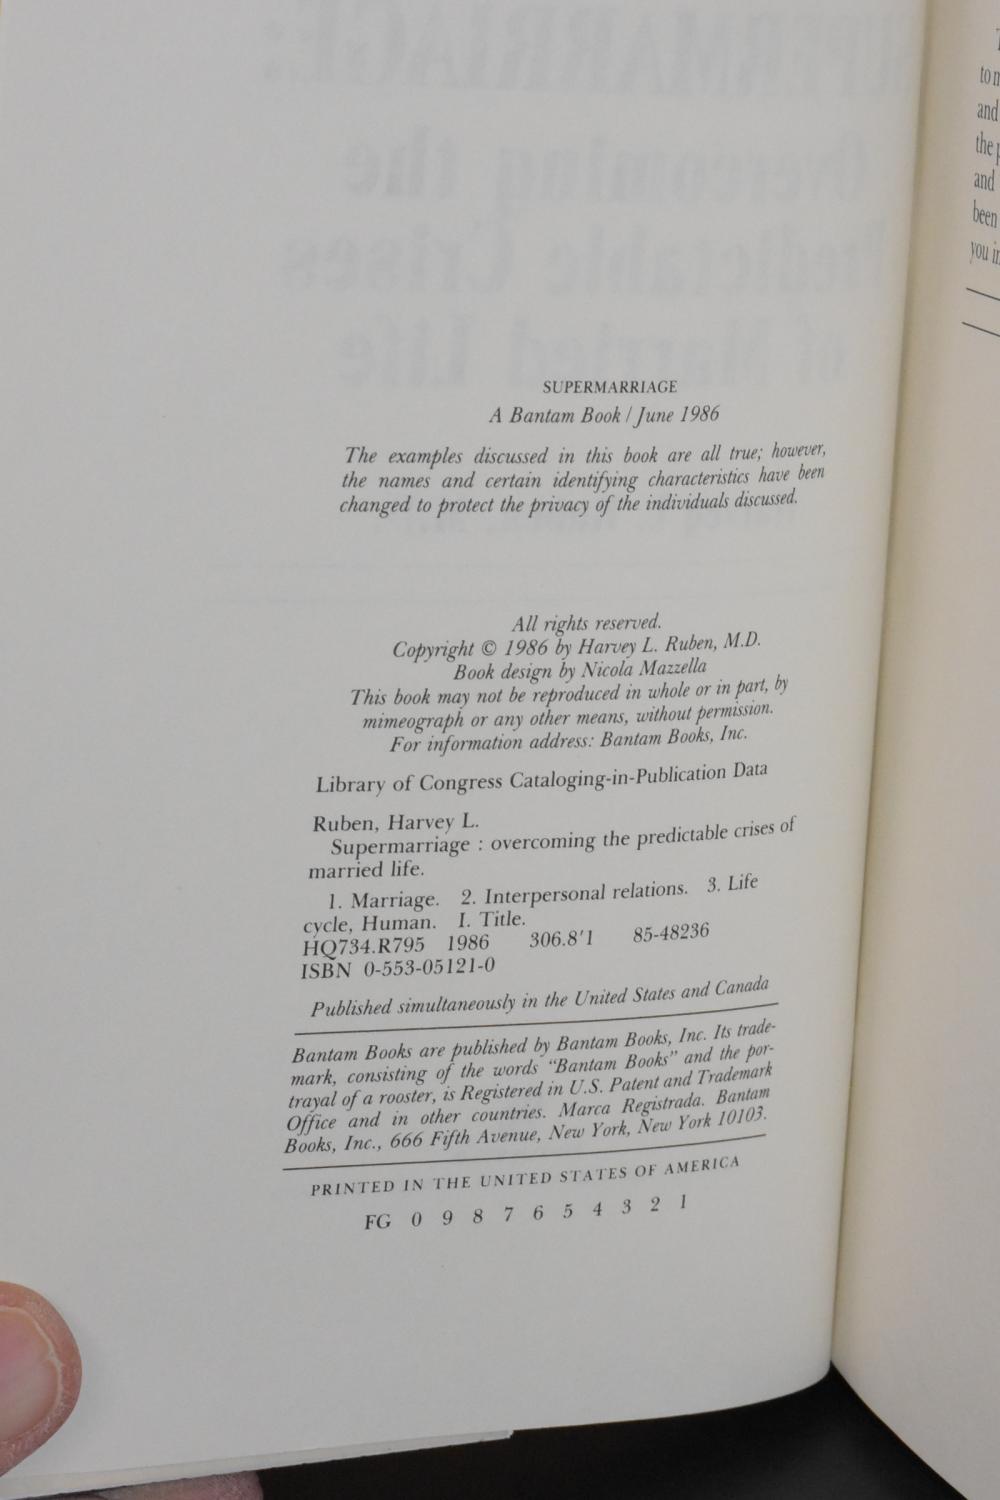 SUPERMARRIAGE
A Bantam Book / June 1986
The examples discussed in this book are all true; however,
the names and certain identifying characteristics have been
changed to protect the privacy of the individuals discussed.
All rights reserved.
Copyright © 1986 by Harvey L. Ruben, M.D.
Book design by Nicola Mazzella
This book may not be reproduced in whole or in part, by
mimeograph or any other means, without permission.
For information address: Bantam Books, Inc.
Library of Congress Cataloging-in-Publication Data
Ruben, Harvey L.
Supermarriage : overcoming the predictable crises of
married life.
1. Marriage. 2. Interpersonal relations. 3. Life
cycle, Human. I. Title.
HQ734.R795 1986 306.8'1 85-48236
ISBN 0-553-05121-0
Published simultaneously in the United States and Canada
Bantam Books are published by Bantam Books, Inc. Its trade-
mark, consisting of the words “Bantam Books” and the por-
trayal of a rooster, is Registered in U.S. Patent and Trademark
Office and in other countries. Marca Registrada. Bantam
Books, Inc., 666 Fifth Avenue, New York, New York 10103.
PRINTED IN THE UNITED STATES OF AMERICA
FG 0 9 8 7 6 5 4 3 2 1
and
the
and
been
you